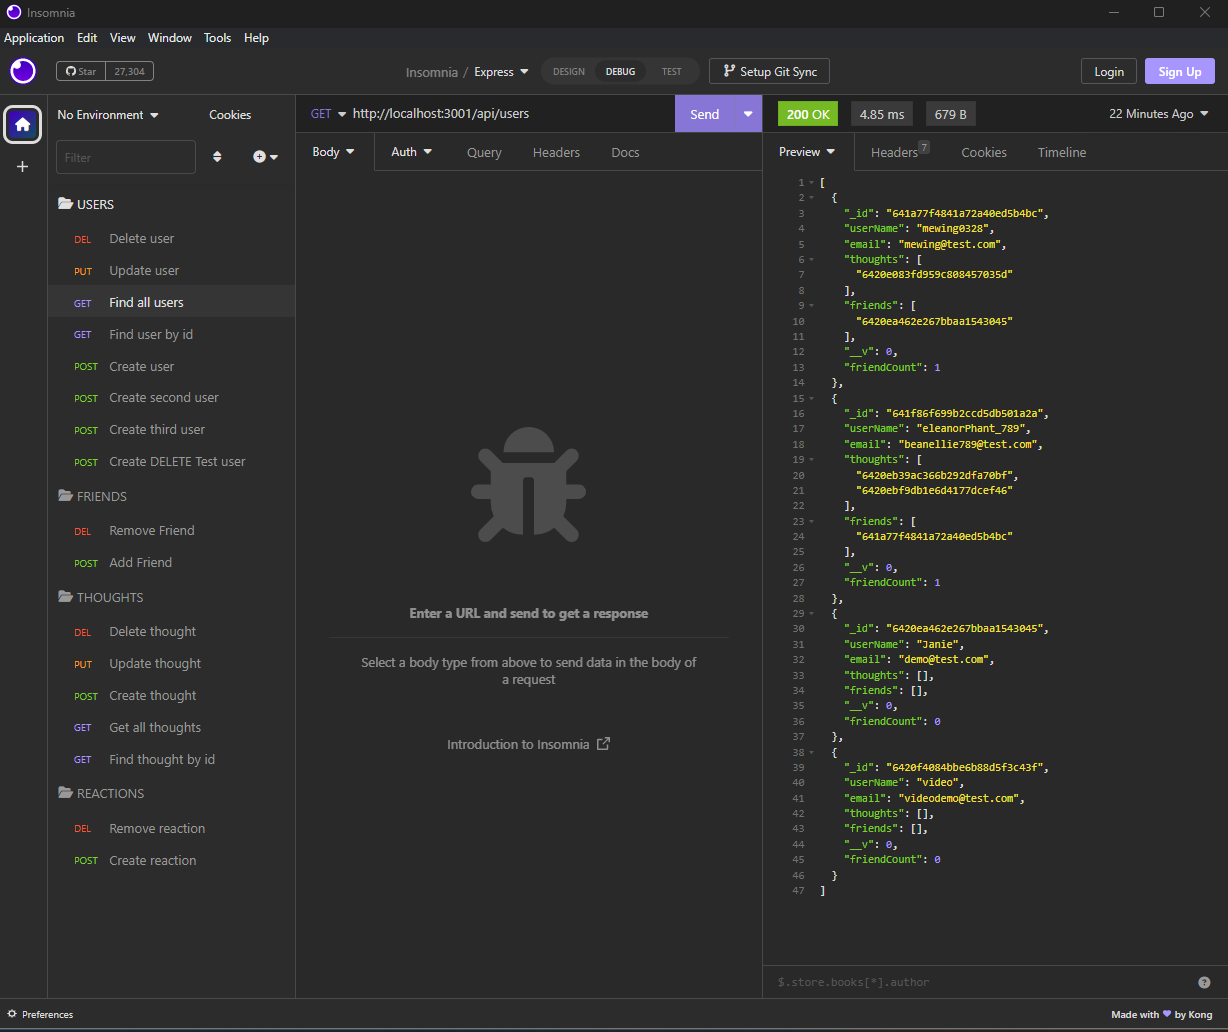 Insomnia
Application Edit View Window Tools Help
Star 27,304
Insomnia / Express
DESIGN DEBUG TEST
Setup Git Sync
Login
Sign Up
No Environment
Cookies
GET http://localhost:3001/api/users
Send
200 OK
4.85 ms
679 B
22 Minutes Ago
Filter
Body
Auth
Query
Headers
Docs
Preview
Headers 7
Cookies
Timeline
USERS
DEL Delete user
PUT Update user
GET Find all users
GET Find user by id
POST Create user
POST Create second user
POST Create third user
POST Create DELETE Test user
FRIENDS
DEL Remove Friend
POST Add Friend
THOUGHTS
DEL Delete thought
PUT Update thought
POST Create thought
GET Get all thoughts
GET Find thought by id
REACTIONS
DEL Remove reaction
POST Create reaction
Enter a URL and send to get a response
Select a body type from above to send data in the body of
a request
Introduction to Insomnia
1 [
2 {
3 "_id": "641a77f4841a72a40ed5b4bc",
4 "userName": "mewing0328",
5 "email": "mewing@test.com",
6 "thoughts": [
7 "6420e083fd959c808457035d"
8 ],
9 "friends": [
10 "6420ea462e267bbaa1543045"
11 ],
12 "__v": 0,
13 "friendCount": 1
14 },
15 {
16 "_id": "641f86f699b2ccd5db501a2a",
17 "userName": "eleanorPhant_789",
18 "email": "beanellie789@test.com",
19 "thoughts": [
20 "6420eb39ac366b292dfa70bf",
21 "6420ebf9db1e6d4177dcef46"
22 ],
23 "friends": [
24 "641a77f4841a72a40ed5b4bc"
25 ],
26 "__v": 0,
27 "friendCount": 1
28 },
29 {
30 "_id": "6420ea462e267bbaa1543045",
31 "userName": "Janie",
32 "email": "demo@test.com",
33 "thoughts": [],
34 "friends": [],
35 "__v": 0,
36 "friendCount": 0
37 },
38 {
39 "_id": "6420f4084bbe6b88d5f3c43f",
40 "userName": "video",
41 "email": "videodemo@test.com",
42 "thoughts": [],
43 "friends": [],
44 "__v": 0,
45 "friendCount": 0
46 }
47 ]
$.store.books[*].author
Preferences
Made with by Kong